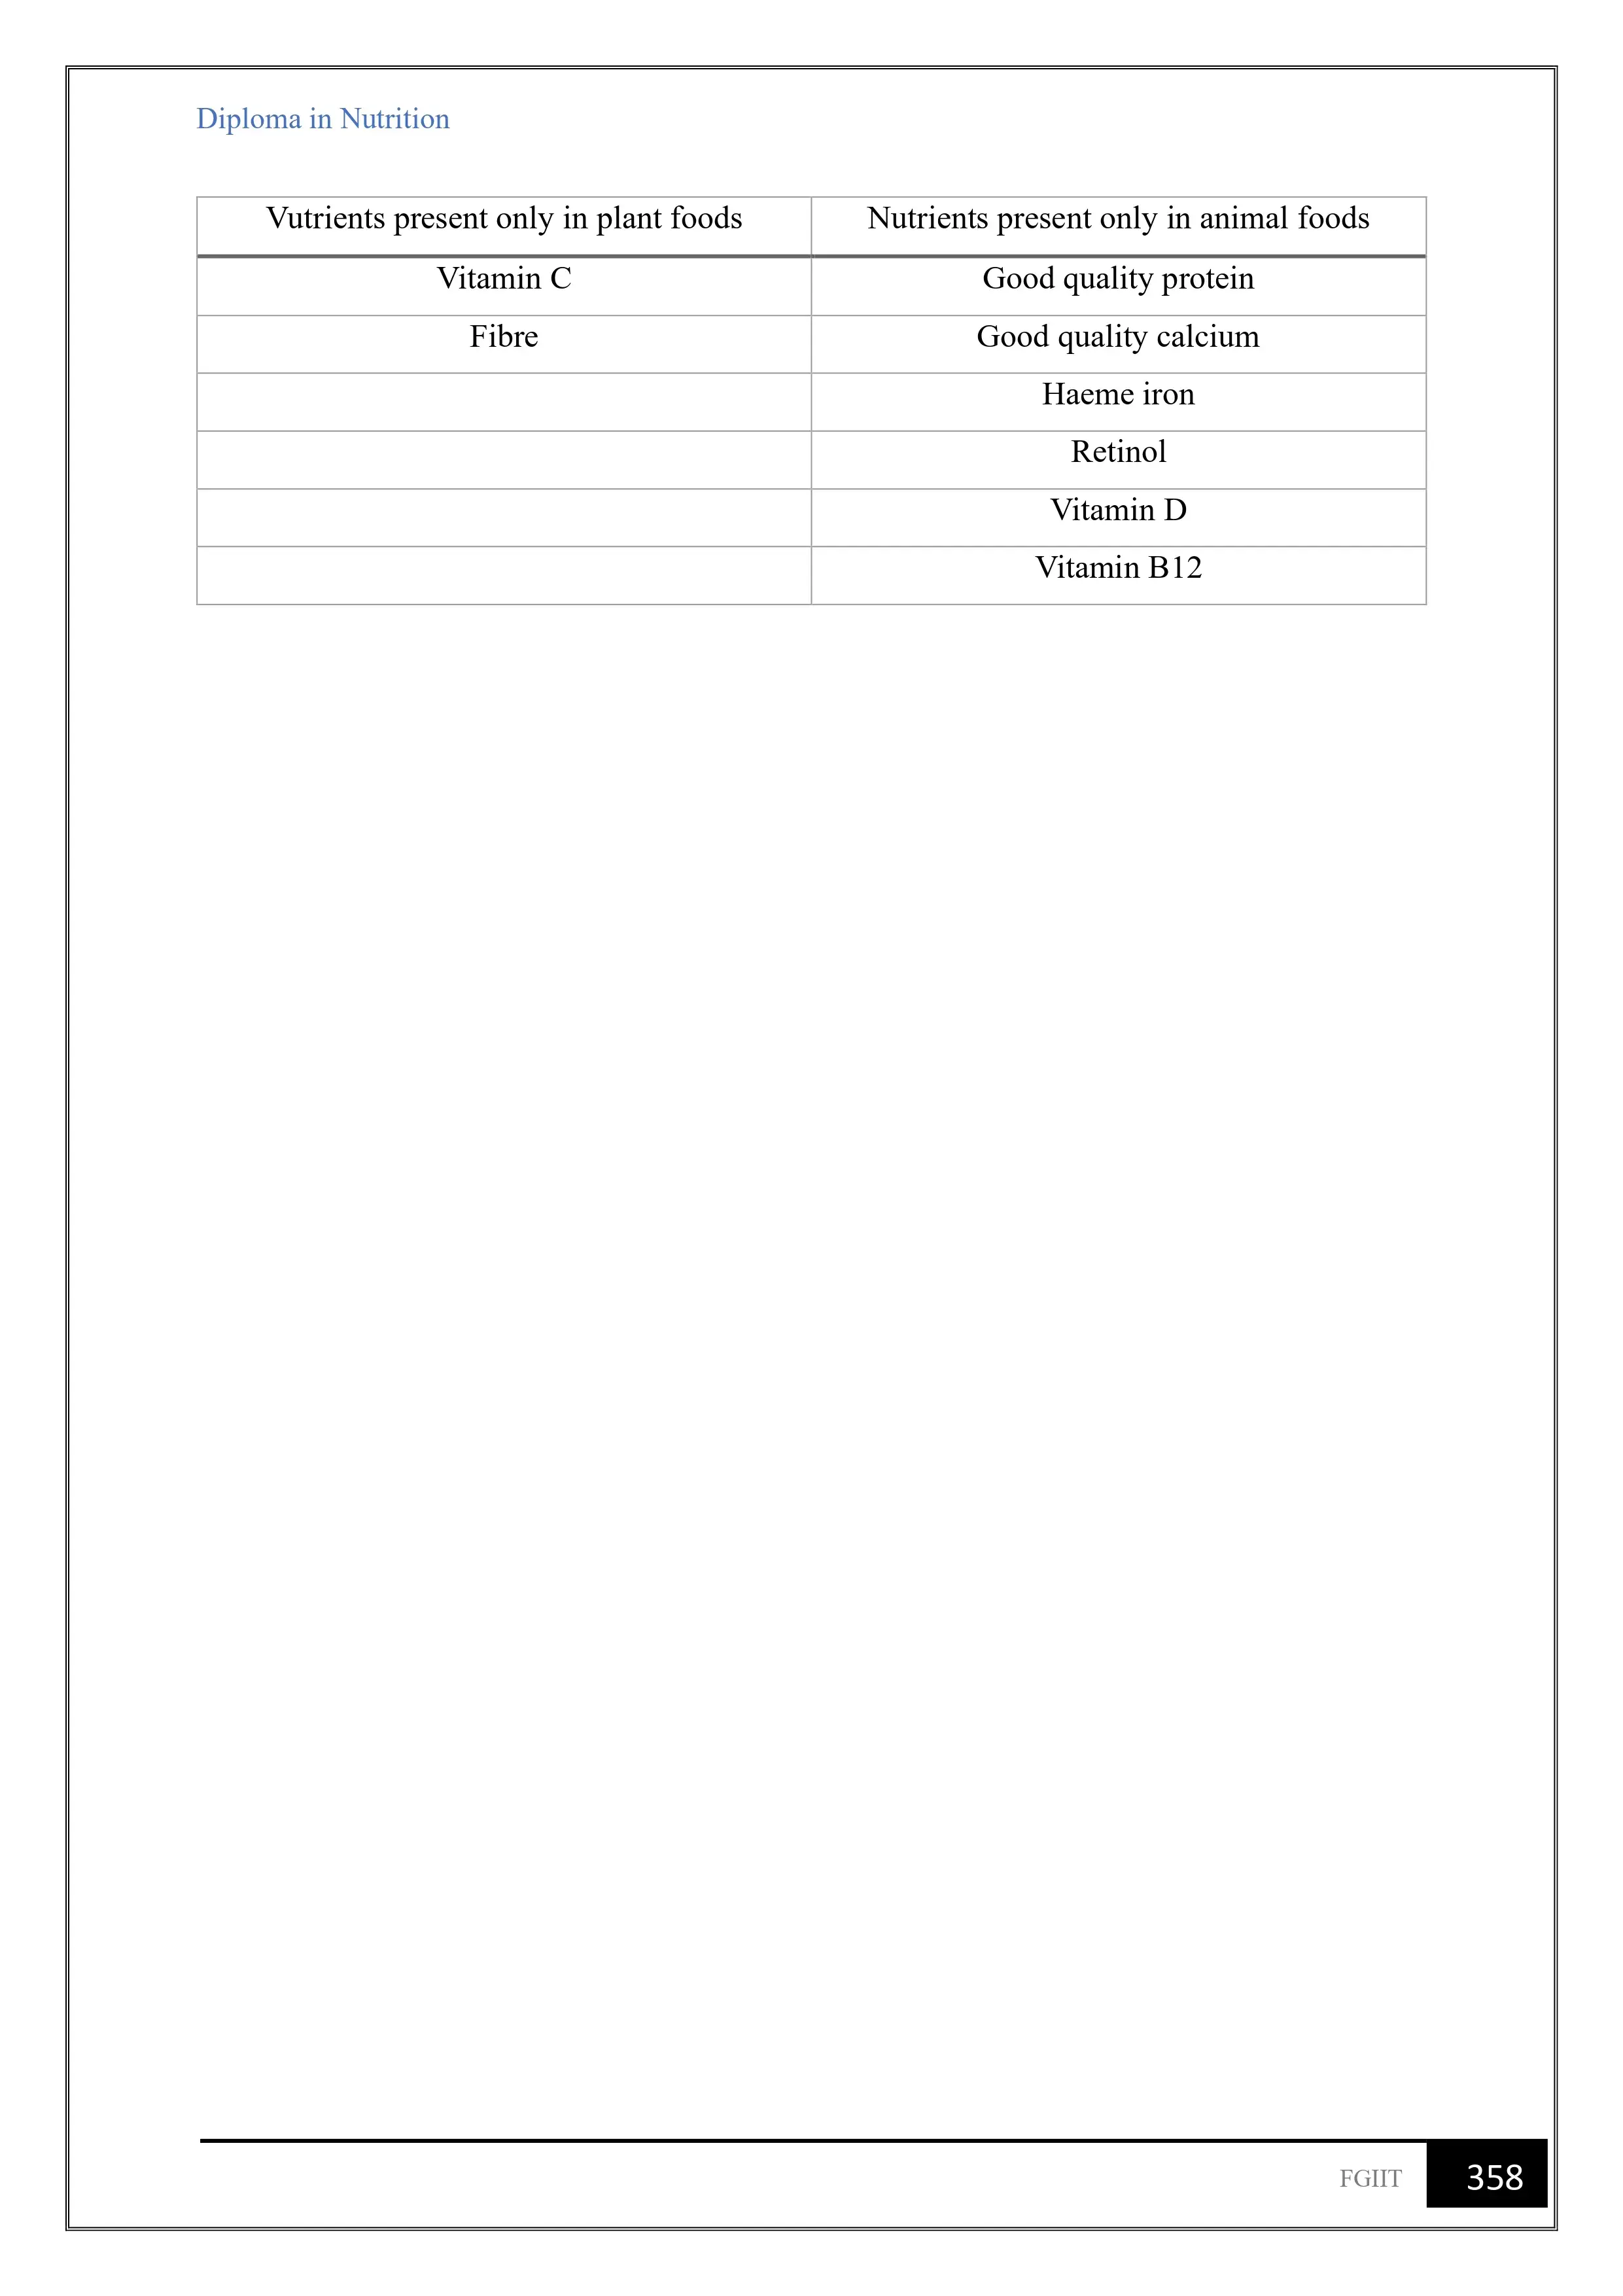 Diploma in Nutrition
Vutrients present only in plant foods Nutrients present only in animal foods
Vitamin C Good quality protein
Fibre Good quality calcium
Haeme iron
Retinol
Vitamin D
Vitamin B12
FGIIT 358